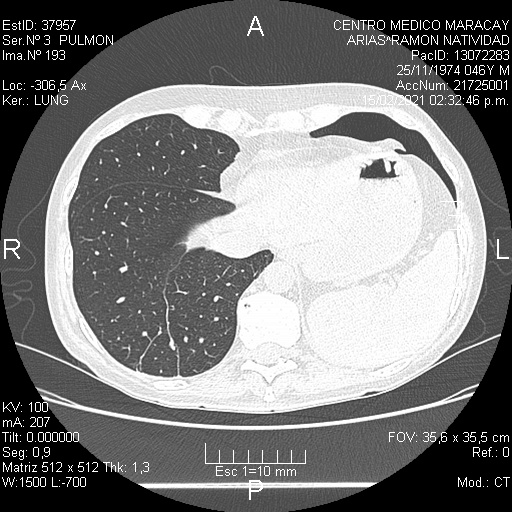 EstID: 37957
Ser.Nº 3 PULMON
Ima.Nº 193
Loc: -306,5 Ax
Ker.: LUNG
A
CENTRO MEDICO MARACAY
ARIAS^RAMON NATIVIDAD
PacID: 13072283
25/11/1974 046Y M
AccNum: 21725001
15/02/2021 02:32:46 p.m.
R
L
KV: 100
mA: 207
Tilt: 0.000000
Seg: 0,9
Matriz 512 x 512 Thk: 1,3
W:1500 L:-700
Esc 1=10 mm
P
FOV: 35,6 x 35,5 cm
Ref.: 0
Mod.: CT